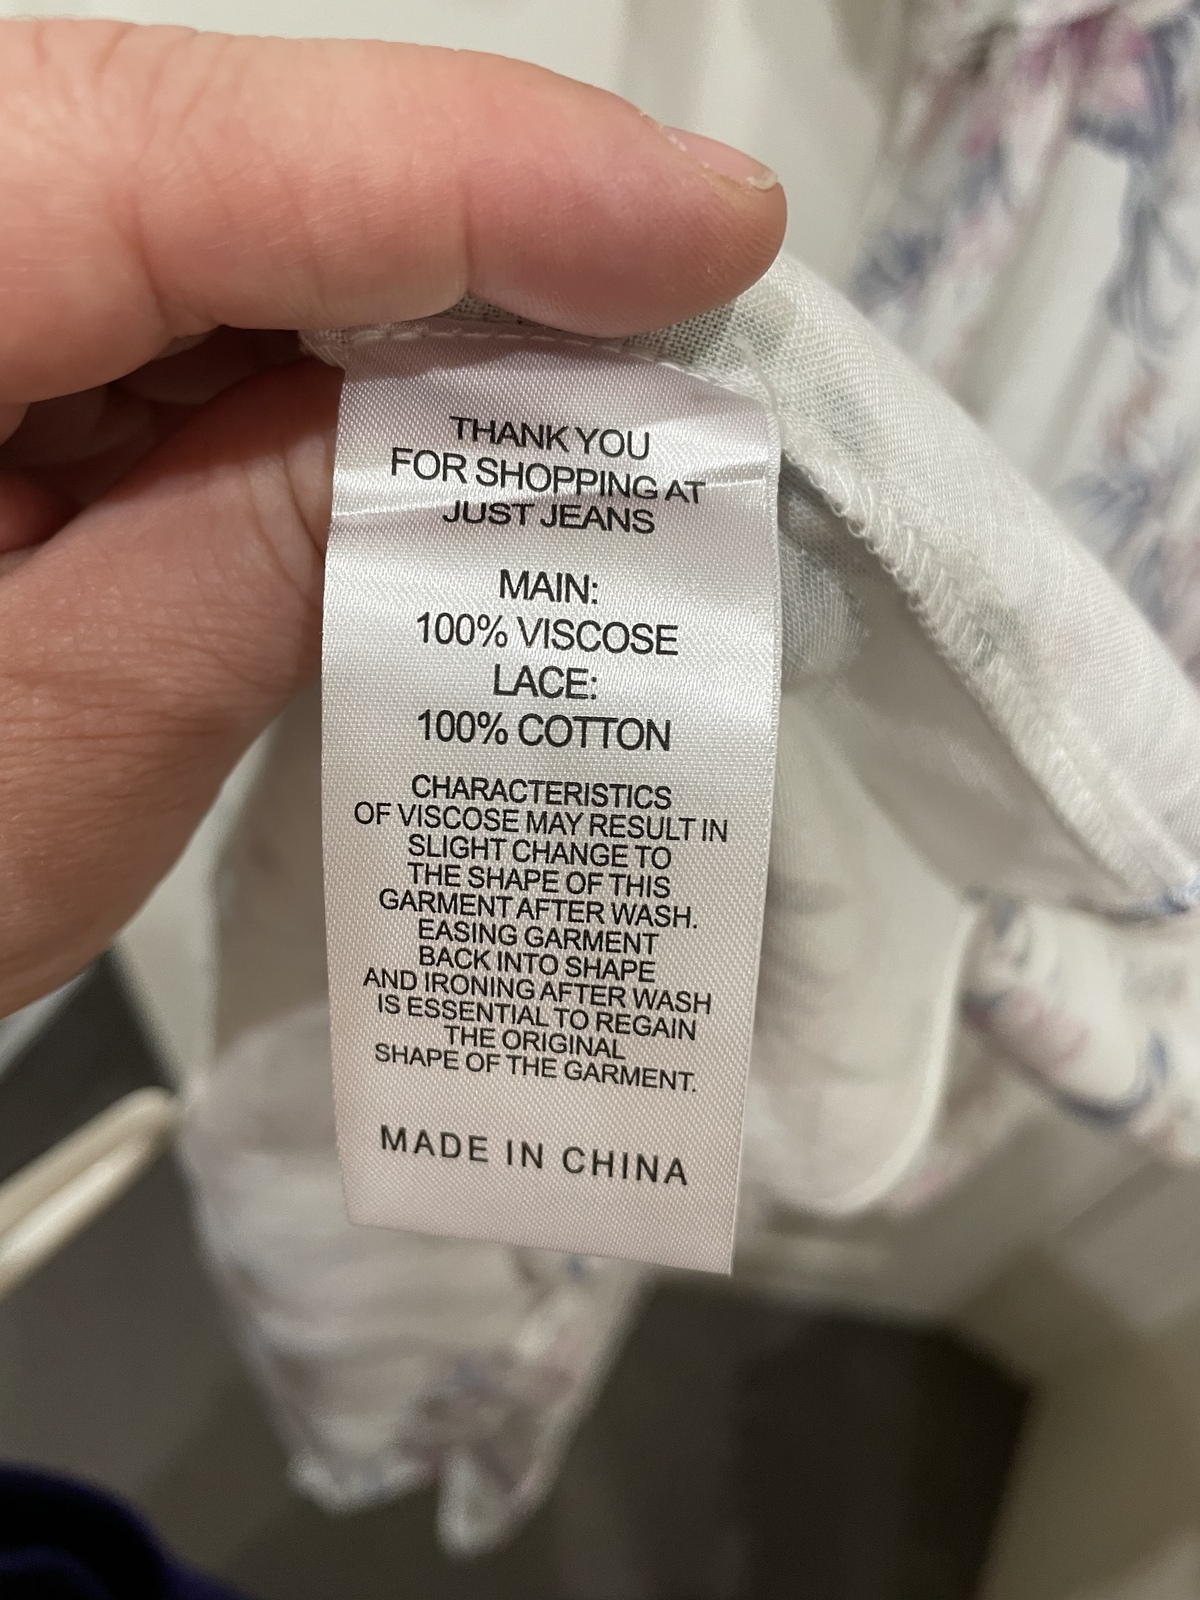 THANK YOU
FOR SHOPPING AT
JUST JEANS
MAIN:
100% VISCOSE
LACE:
100% COTTON
CHARACTERISTICS
OF VISCOSE MAY RESULT IN
SLIGHT CHANGE TO
THE SHAPE OF THIS
GARMENT AFTER WASH.
EASING GARMENT
BACK INTO SHAPE
AND IRONING AFTER WASH
IS ESSENTIAL TO REGAIN
THE ORIGINAL
SHAPE OF THE GARMENT.
MADE IN CHINA